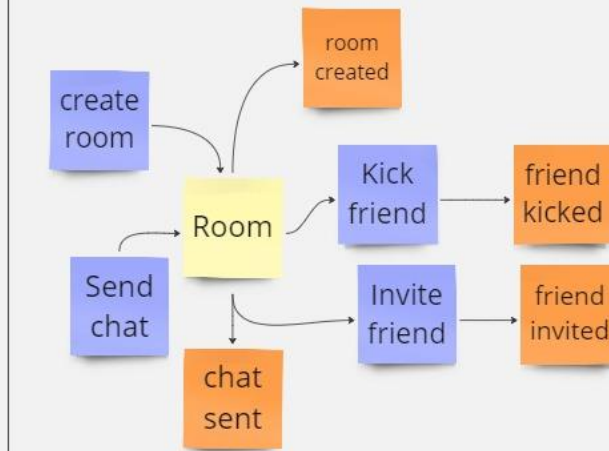 room
created
create
room
Kick
friend
friend
kicked
Room
Send
chat
Invite
friend
friend
invited
chat
sent